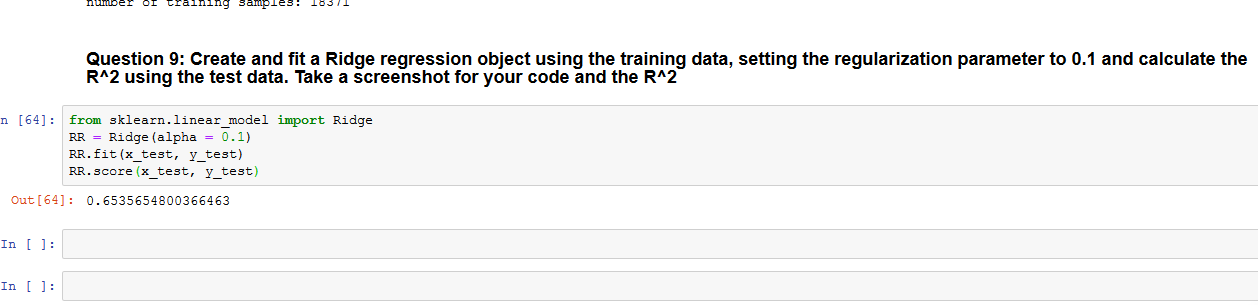 number of training samples: 18371
Question 9: Create and fit a Ridge regression object using the training data, setting the regularization parameter to 0.1 and calculate the
R^2 using the test data. Take a screenshot for your code and the R^2
n [64]: from sklearn.linear_model import Ridge
RR = Ridge(alpha = 0.1)
RR.fit(x_test, y_test)
RR.score(x_test, y_test)
Out[64]: 0.6535654800366463
In [ ]:
In [ ]: